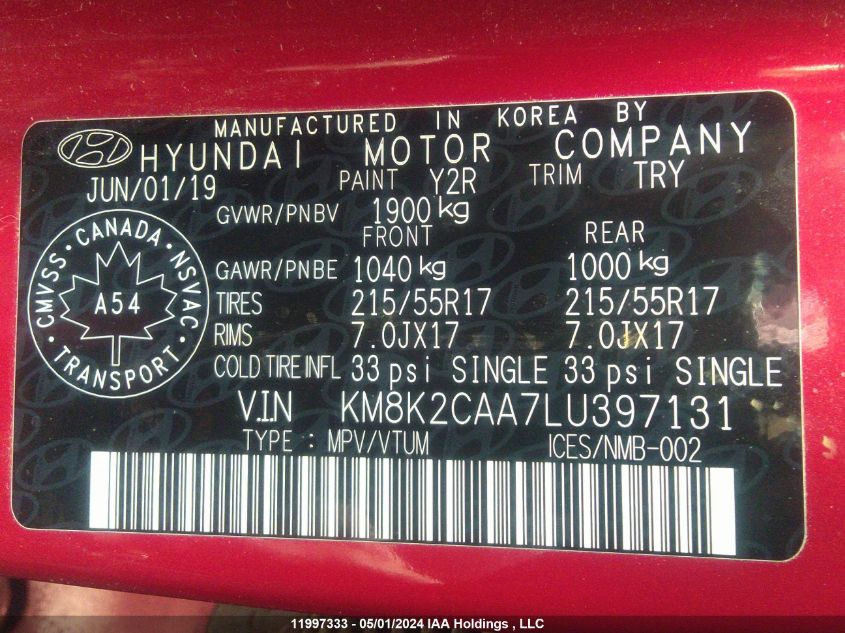 MANUFACTURED IN KOREA BY
HYUNDAI MOTOR COMPANY
JUN/01/19 PAINT Y2R TRIM TRY
GVWR/PNBV 1900 kg
FRONT REAR
GAWR/PNBE 1040 kg 1000 kg
TIRES 215/55R17 215/55R17
RIMS 7.0JX17 7.0JX17
COLD TIRE INFL 33 psi SINGLE 33 psi SINGLE
V.I.N KM8K2CAA7LU397131
TYPE : MPV/VTUM ICES/NMB-002
CMVSS · CANADA · NSVAC
A54
· TRANSPORT ·
11997333 - 05/01/2024 IAA Holdings , LLC